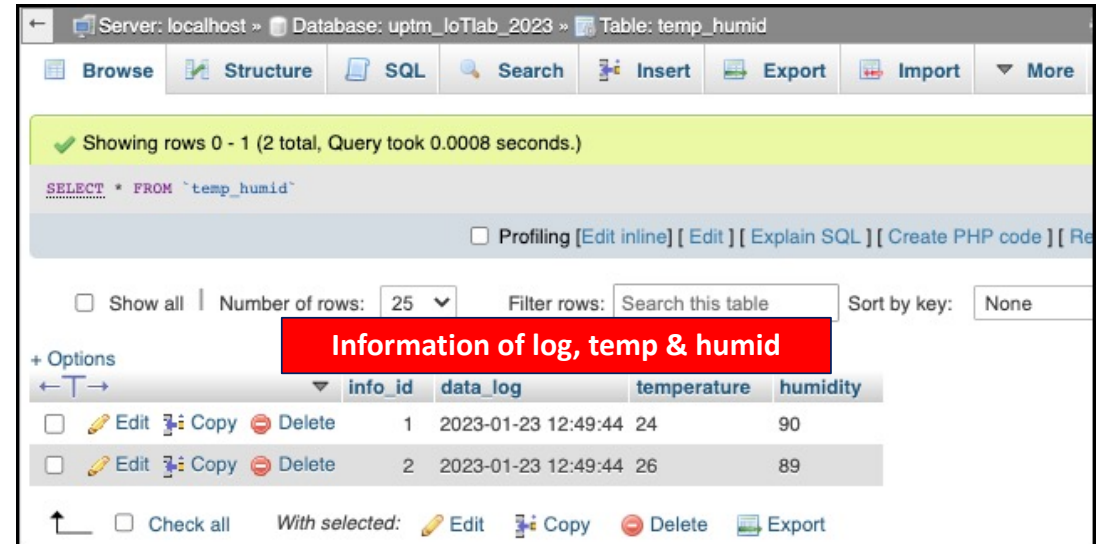 Server: localhost » Database: uptm_IoTlab_2023 » Table: temp_humid
Browse Structure SQL Search Insert Export Import More
Showing rows 0 - 1 (2 total, Query took 0.0008 seconds.)
SELECT * FROM `temp_humid`
Profiling [Edit inline] [ Edit ] [ Explain SQL ] [ Create PHP code ] [ Re
Show all | Number of rows: 25 Filter rows: Search this table Sort by key: None
Information of log, temp & humid
+ Options
←T→ ▼ info_id data_log temperature humidity
Edit Copy Delete 1 2023-01-23 12:49:44 24 90
Edit Copy Delete 2 2023-01-23 12:49:44 26 89
Check all With selected: Edit Copy Delete Export